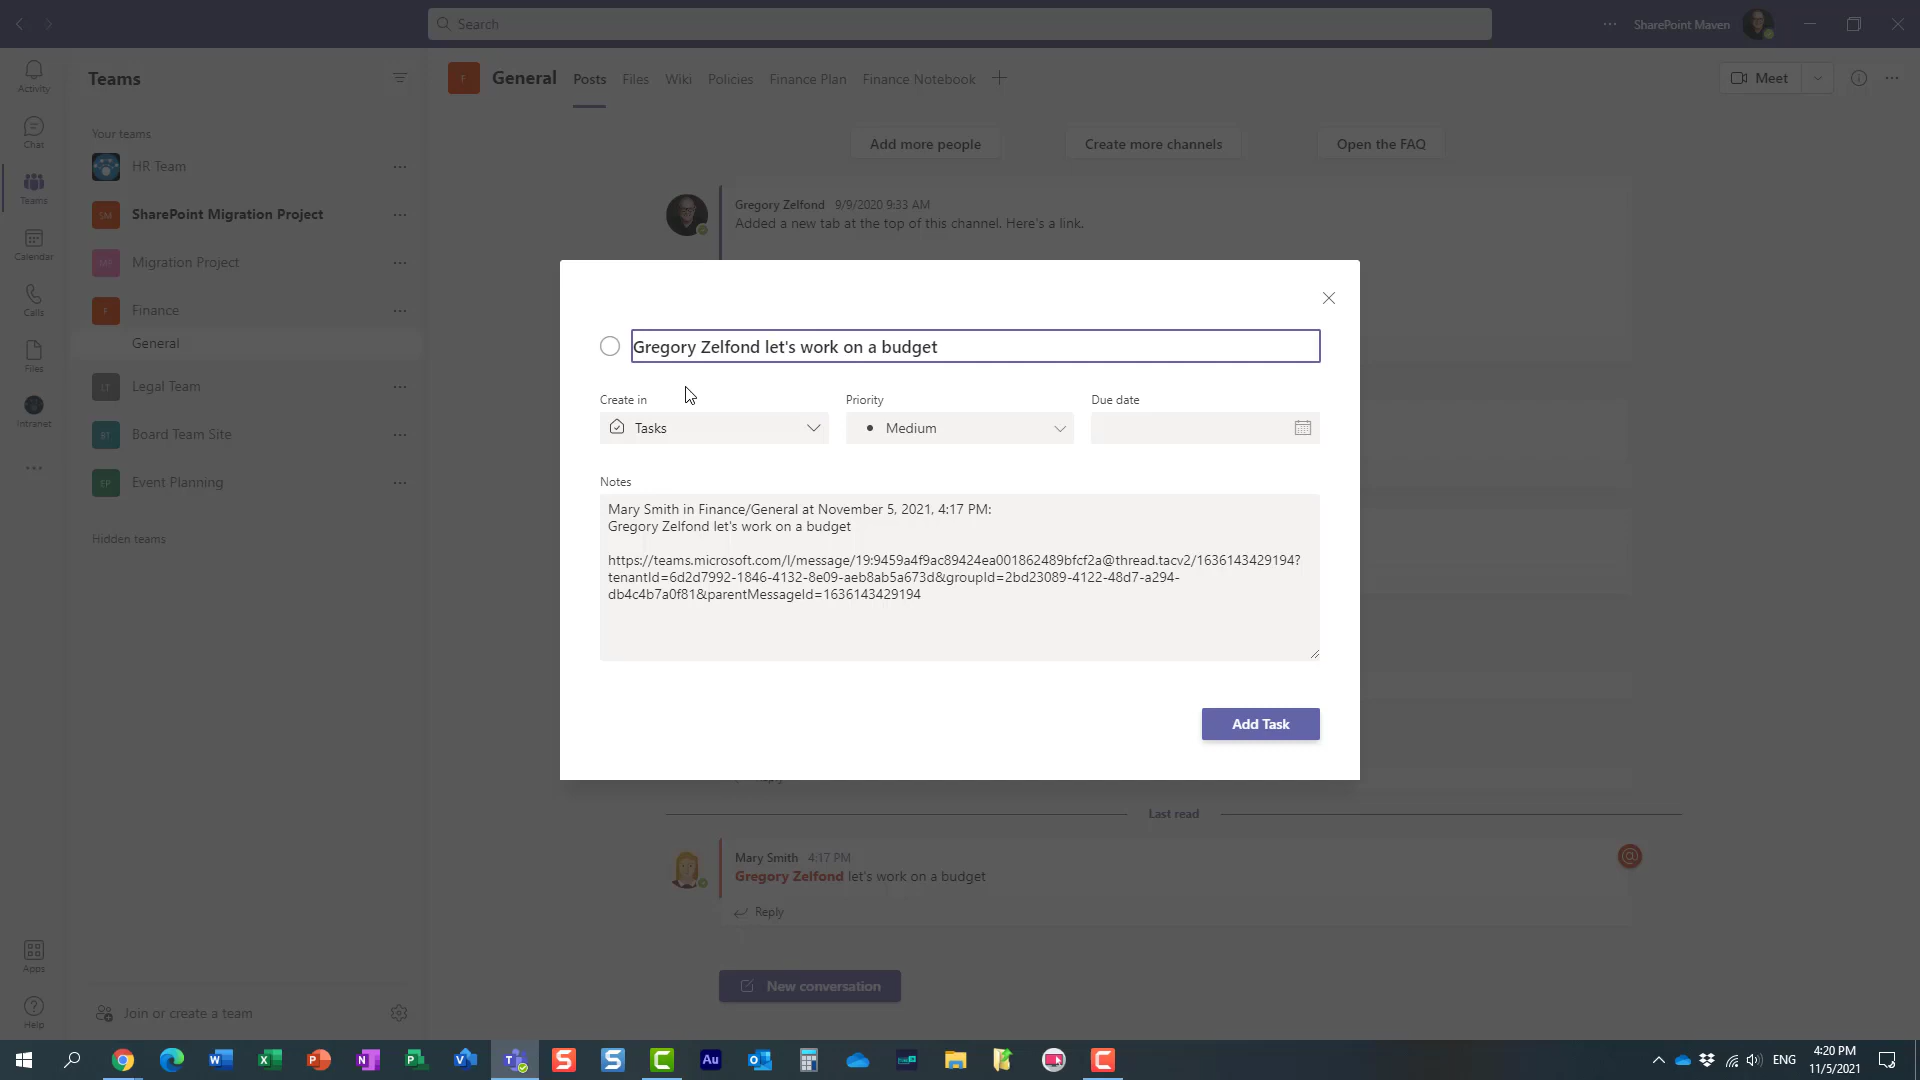 Search
SharePoint Maven
Activity
Chat
Teams
Calendar
Calls
Files
Intranet
Apps
Help
Teams
Your teams
HR Team
SM
SharePoint Migration Project
MP
Migration Project
F
Finance
General
LT
Legal Team
BT
Board Team Site
EP
Event Planning
Hidden teams
Join or create a team
F
General
Posts
Files
Wiki
Policies
Finance Plan
Finance Notebook
Meet
Add more people
Create more channels
Open the FAQ
Gregory Zelfond 9/9/2020 9:33 AM
Added a new tab at the top of this channel. Here's a link.
Gregory Zelfond let's work on a budget
Create in
Tasks
Priority
Medium
Due date
Notes
Mary Smith in Finance/General at November 5, 2021, 4:17 PM:
Gregory Zelfond let's work on a budget
https://teams.microsoft.com/l/message/19:9459a4f9ac89424ea001862489bfcf2a@thread.tacv2/1636143429194?
tenantId=6d2d7992-1846-4132-8e09-aeb8ab5a673d&groupId=2bd23089-4122-48d7-a294-
db4c4b7a0f81&parentMessageId=1636143429194
Add Task
Last read
Mary Smith 4:17 PM
Gregory Zelfond let's work on a budget
Reply
New conversation
Au
ENG
4:20 PM
11/5/2021